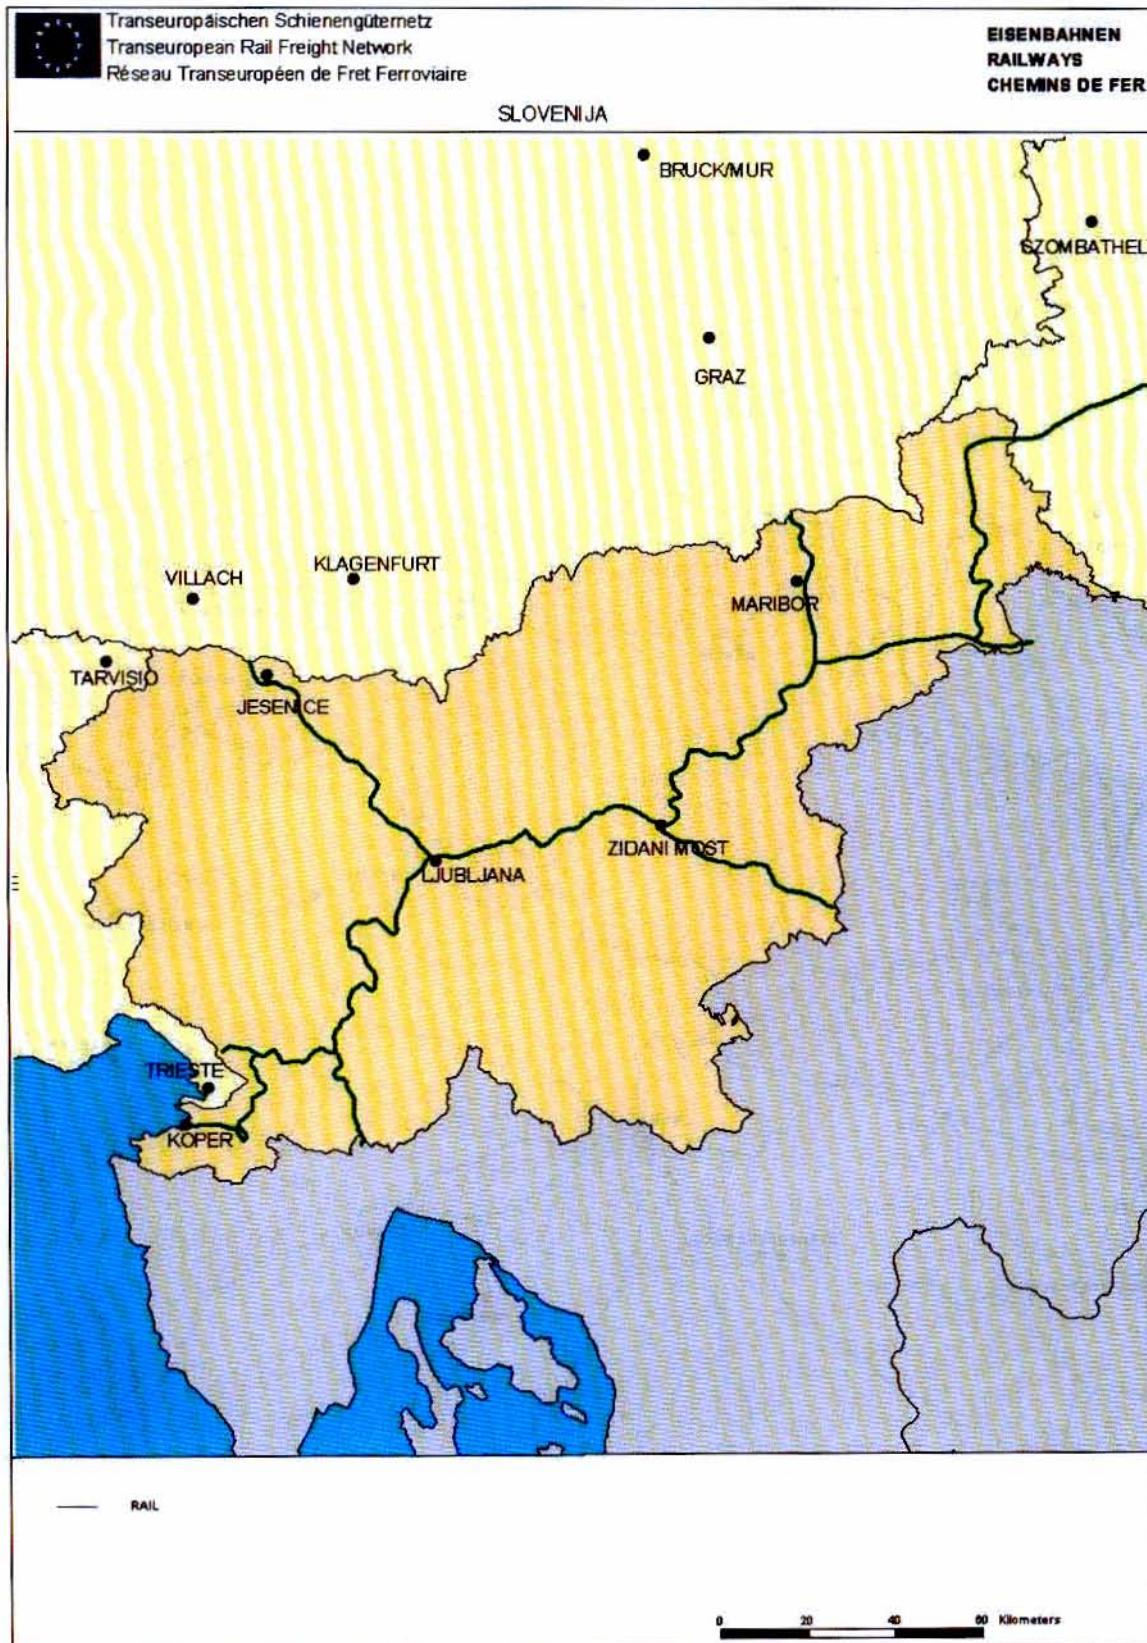 Transeuropäischen Schienengüternetz
Transeuropean Rail Freight Network
Réseau Transeuropéen de Fret Ferroviaire
EISENBAHNEN
RAILWAYS
CHEMINS DE FER
SLOVENIJA
BRUCK/MUR
SZOMBATHEL
GRAZ
KLAGENFURT
VILLACH
MARIBOR
TARVISIO
JESENICE
ZIDANI MOST
LJUBLJANA
TRIESTE
KOPER
RAIL
0 20 40 60 Kilometers